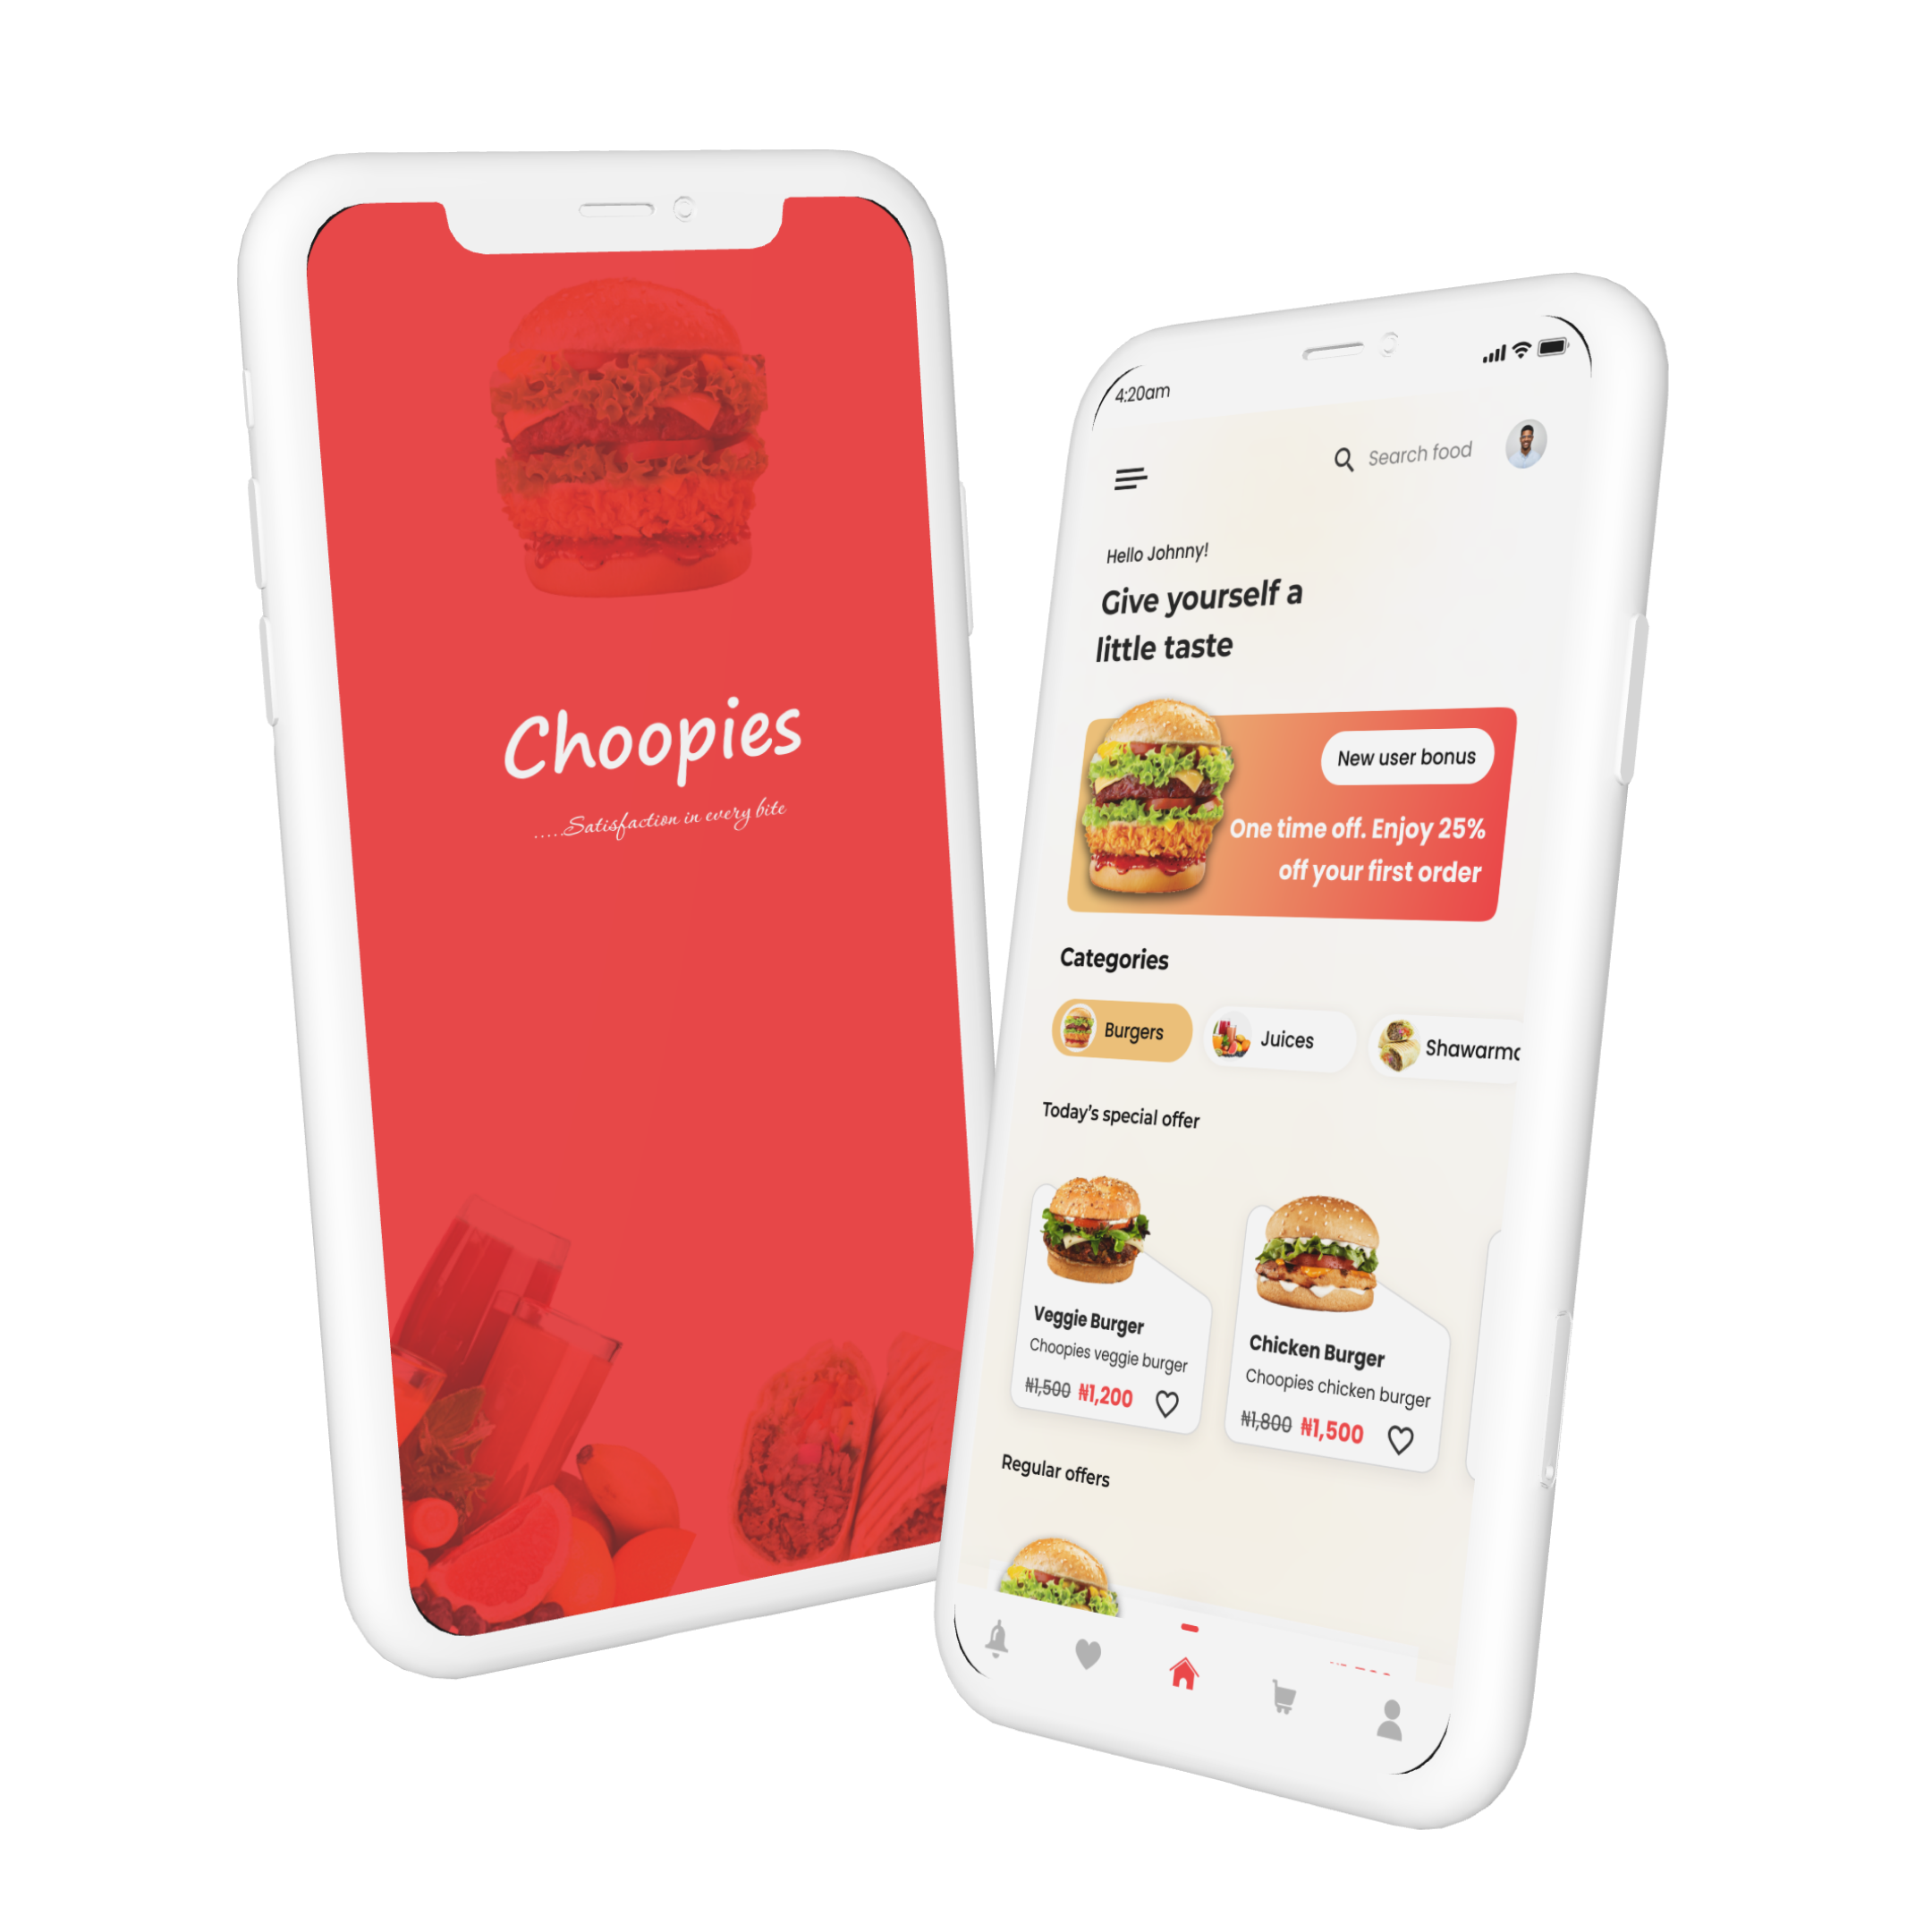 Choopies
.....Satisfaction in every bite
4:20am
Search food
Hello Johnny!
Give yourself a
little taste
New user bonus
One time off. Enjoy 25%
off your first order
Categories
Burgers
Juices
Shawarma
Today's special offer
Veggie Burger
Choopies veggie burger
₦1,500 ₦1,200
Chicken Burger
Choopies chicken burger
₦1,800 ₦1,500
Regular offers